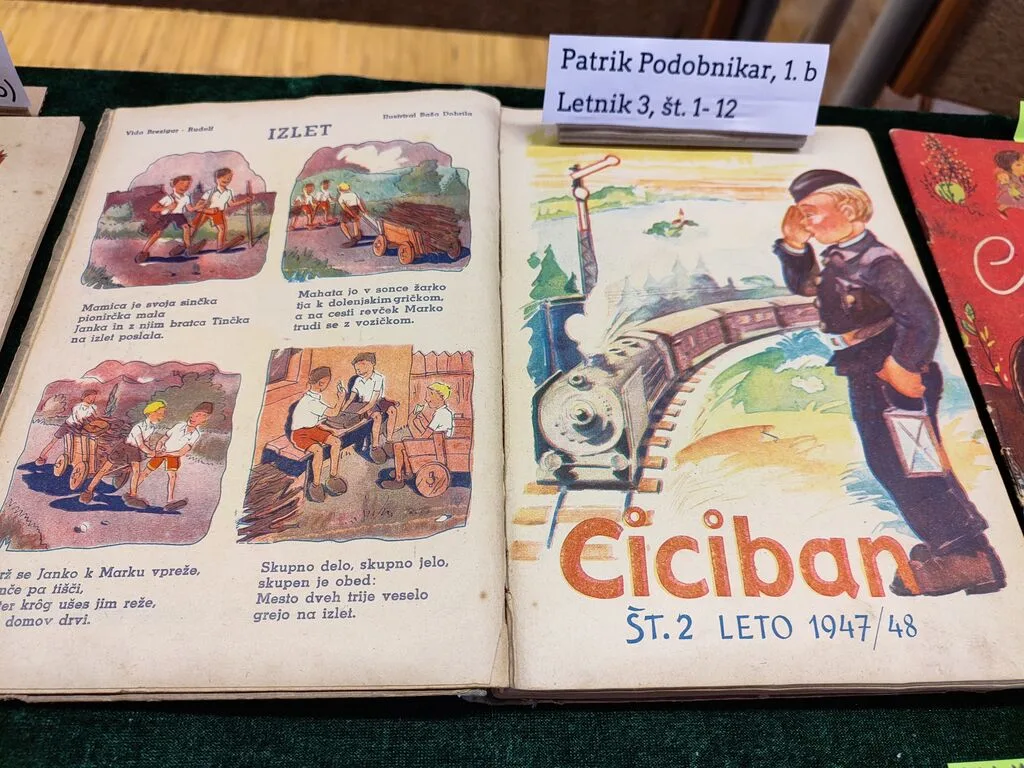 Patrik Podobnikar, 1. b
Letnik 3, št. 1-12
Vida Brezigar - Rudolf
IZLET
Ilustriral Saša Dobrila
Mamica je svoja sinčka
pionirčka mala
Janka in z njim bratca Tinčka
na izlet poslala.
Mahata jo v sonce žarko
tja k dolenjskim gričkom,
a na cesti revček Marko
trudi se z vozičkom.
se Janko k Marku vpreže,
pa tišči,
krog ušes jim reže,
domov drvi.
Skupno delo, skupno jelo,
skupen je obed:
Mesto dveh trije veselo
grejo na izlet.
Ciciban
ŠT. 2 LETO 1947/48